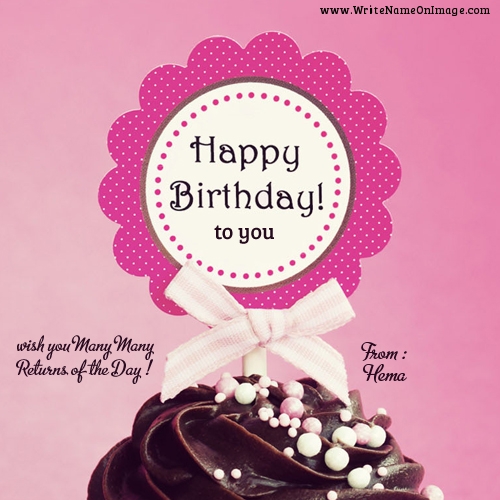 www.WriteNameOnImage.com
Happy
Birthday!
to you
wish you Many Many
Returns of the Day !
From :
Hema